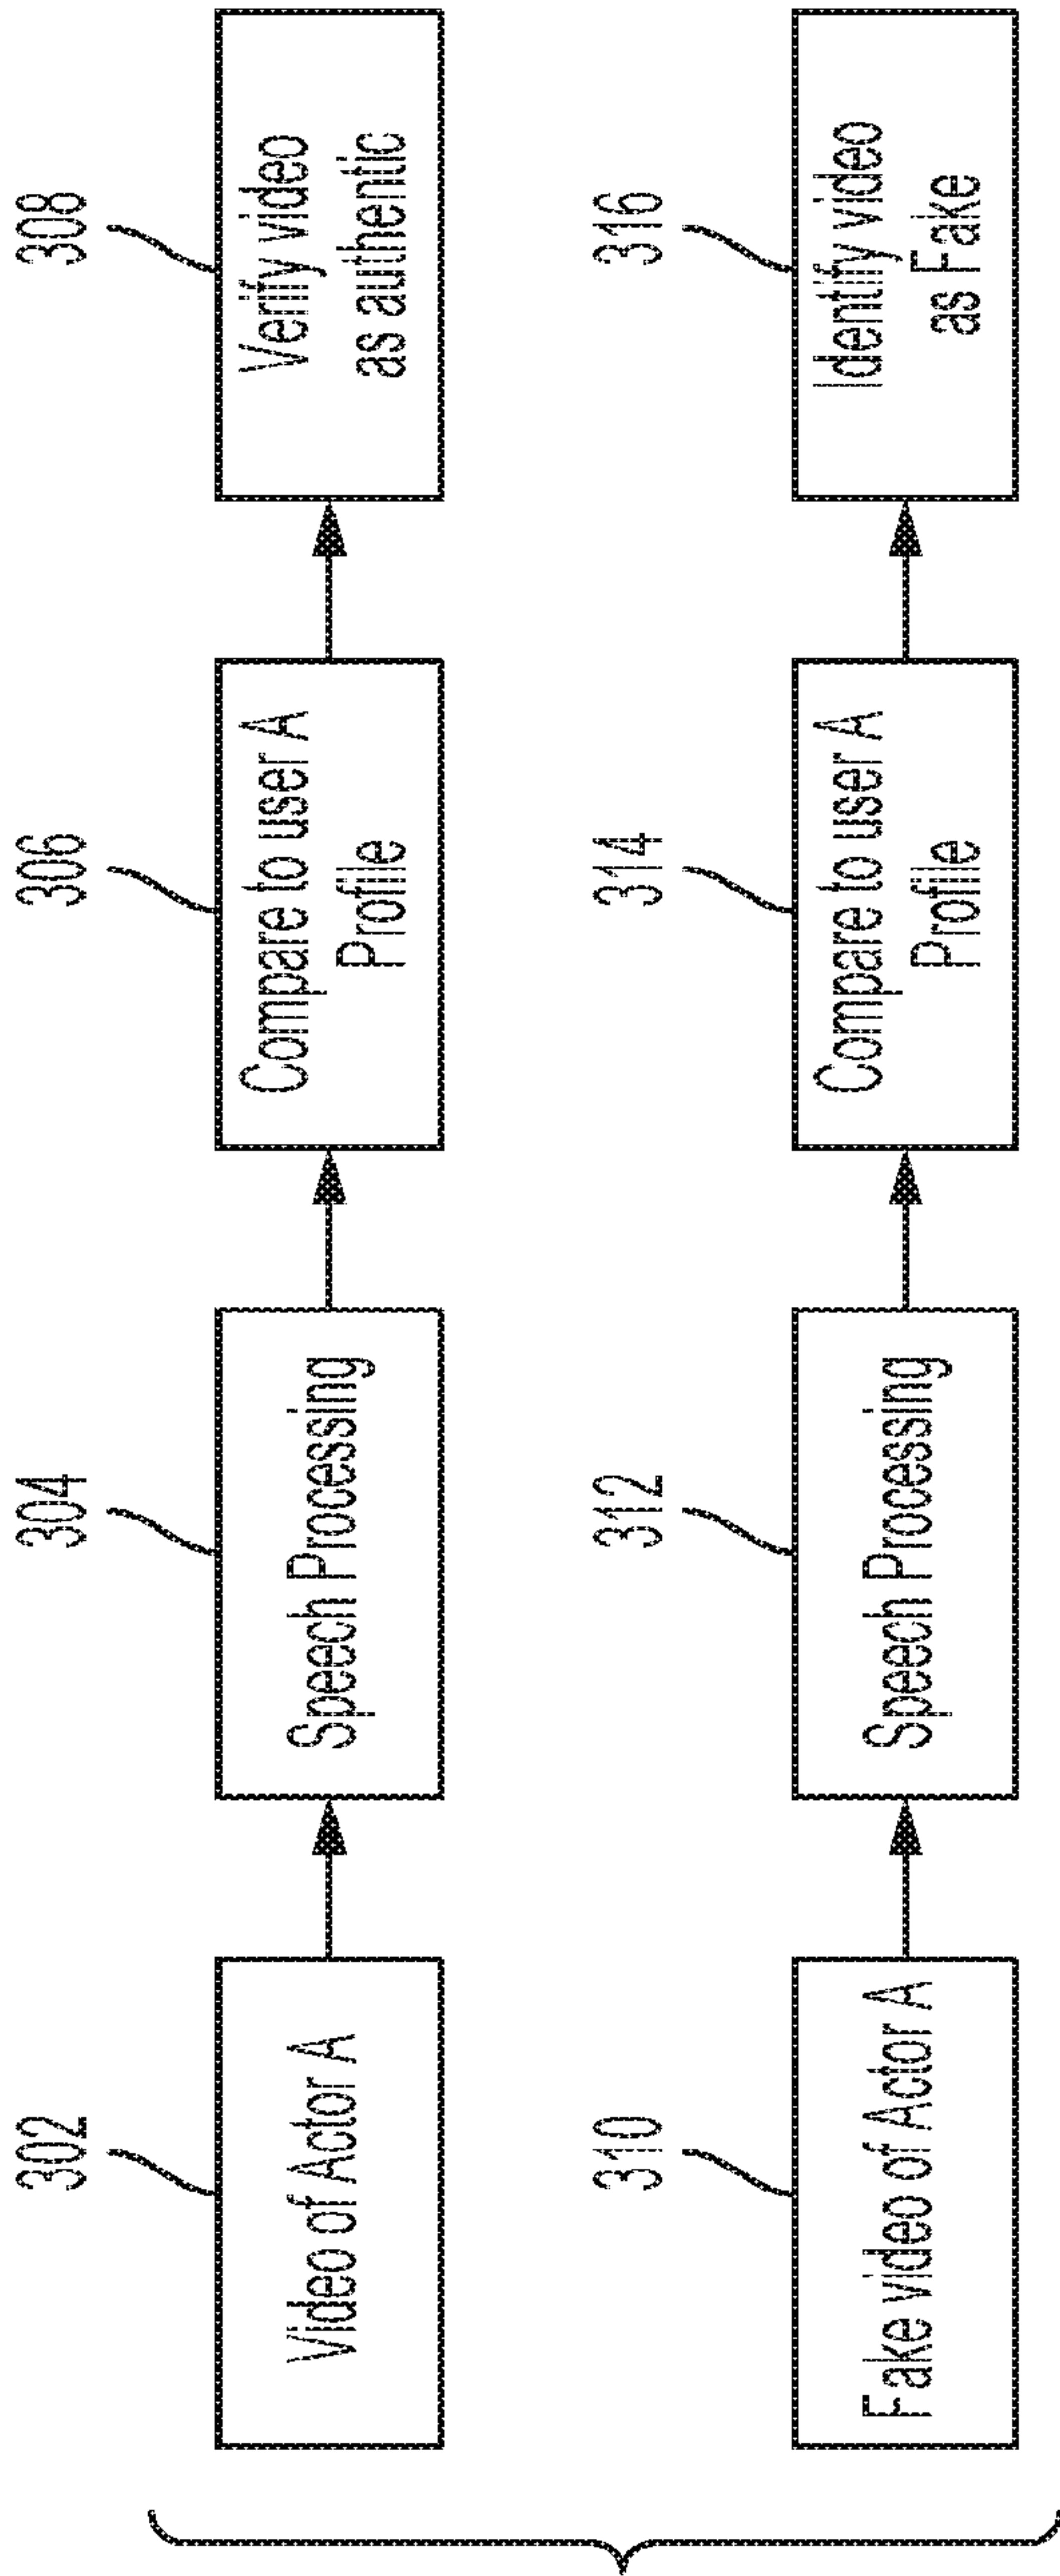 302
304
306
308
Video of Actor A
Speech Processing
Compare to user A
Profile
Verify video
as authentic
310
312
314
316
Fake video of Actor A
Speech Processing
Compare to user A
Profile
Identify video
as Fake